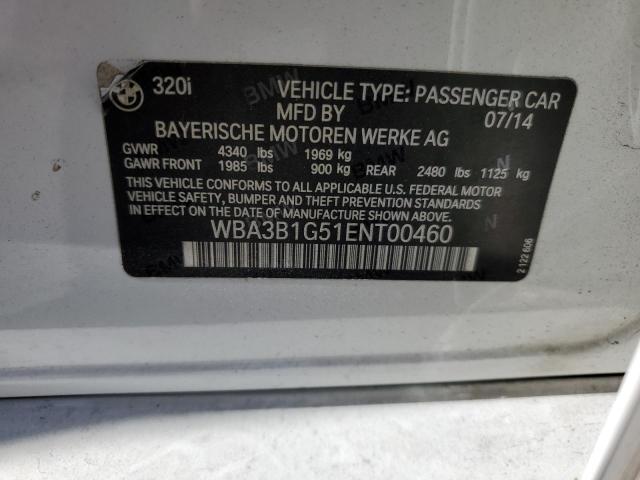 BMW 320i VEHICLE TYPE: PASSENGER CAR
MFD BY 07/14
BAYERISCHE MOTOREN WERKE AG
GVWR 4340 lbs 1969 kg
GAWR FRONT 1985 lbs 900 kg REAR 2480 lbs 1125 kg
THIS VEHICLE CONFORMS TO ALL APPLICABLE U.S. FEDERAL MOTOR
VEHICLE SAFETY, BUMPER AND THEFT PREVENTION STANDARDS
IN EFFECT ON THE DATE OF MANUFACTURE SHOWN ABOVE.
WBA3B1G51ENT00460
2 122 606